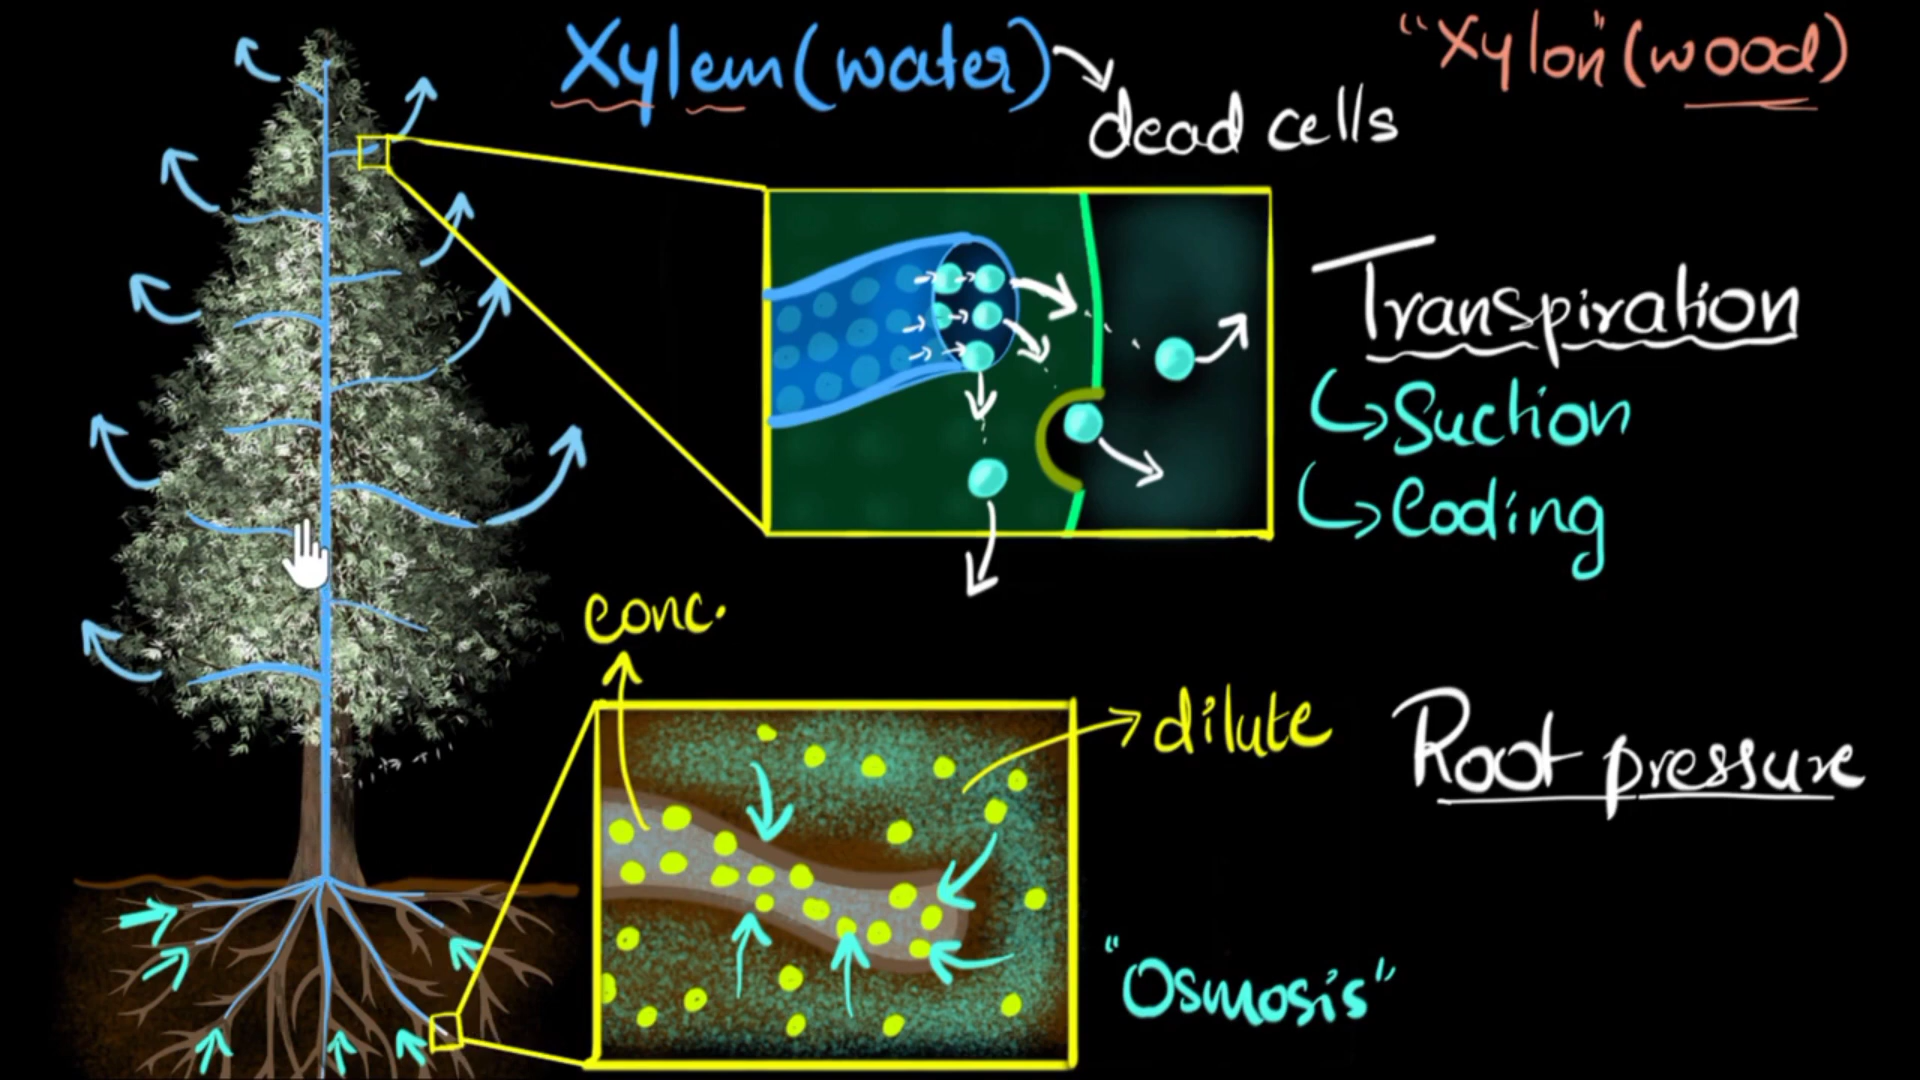 Xylem (water)
"Xylon" (wood)
dead cells
Transpiration
Suction
Cooling
conc.
dilute
Root pressure
"Osmosis"